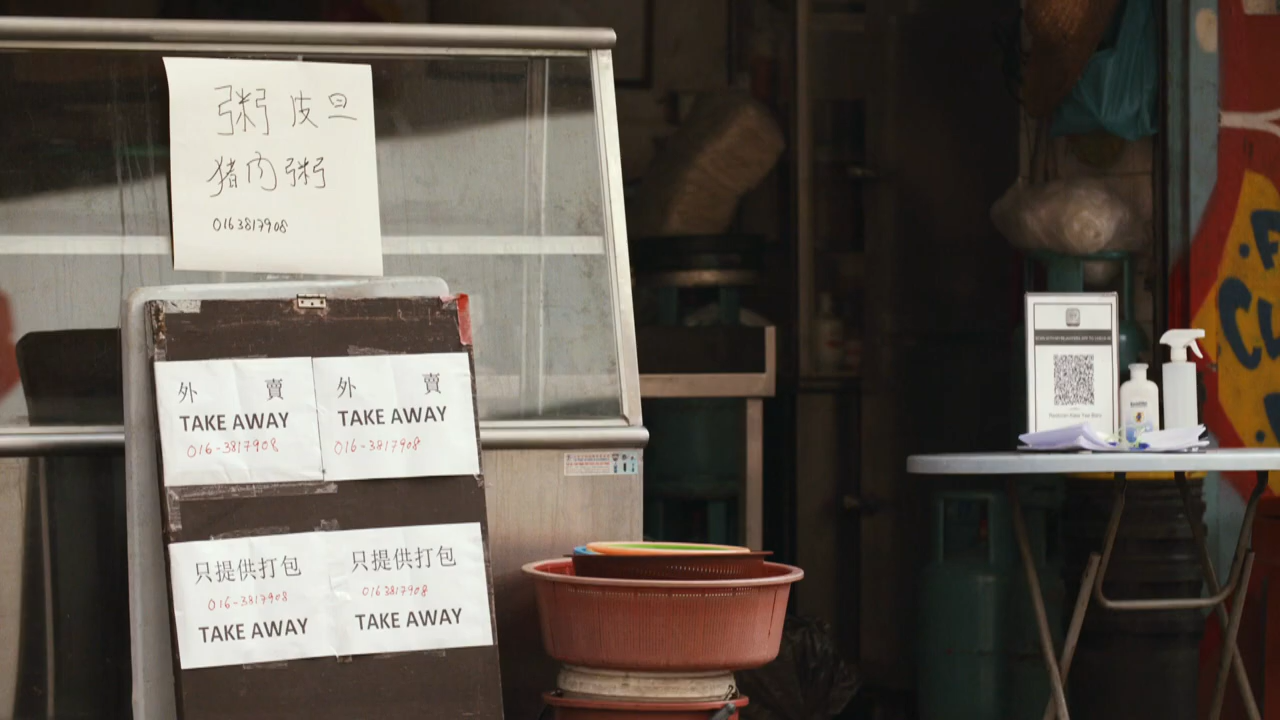 粥 皮旦
猪肉粥
0163817908
外 賣
TAKE AWAY
016-3817908
外 賣
TAKE AWAY
016-3817908
只提供打包
016-3817908
TAKE AWAY
只提供打包
0163817908
TAKE AWAY